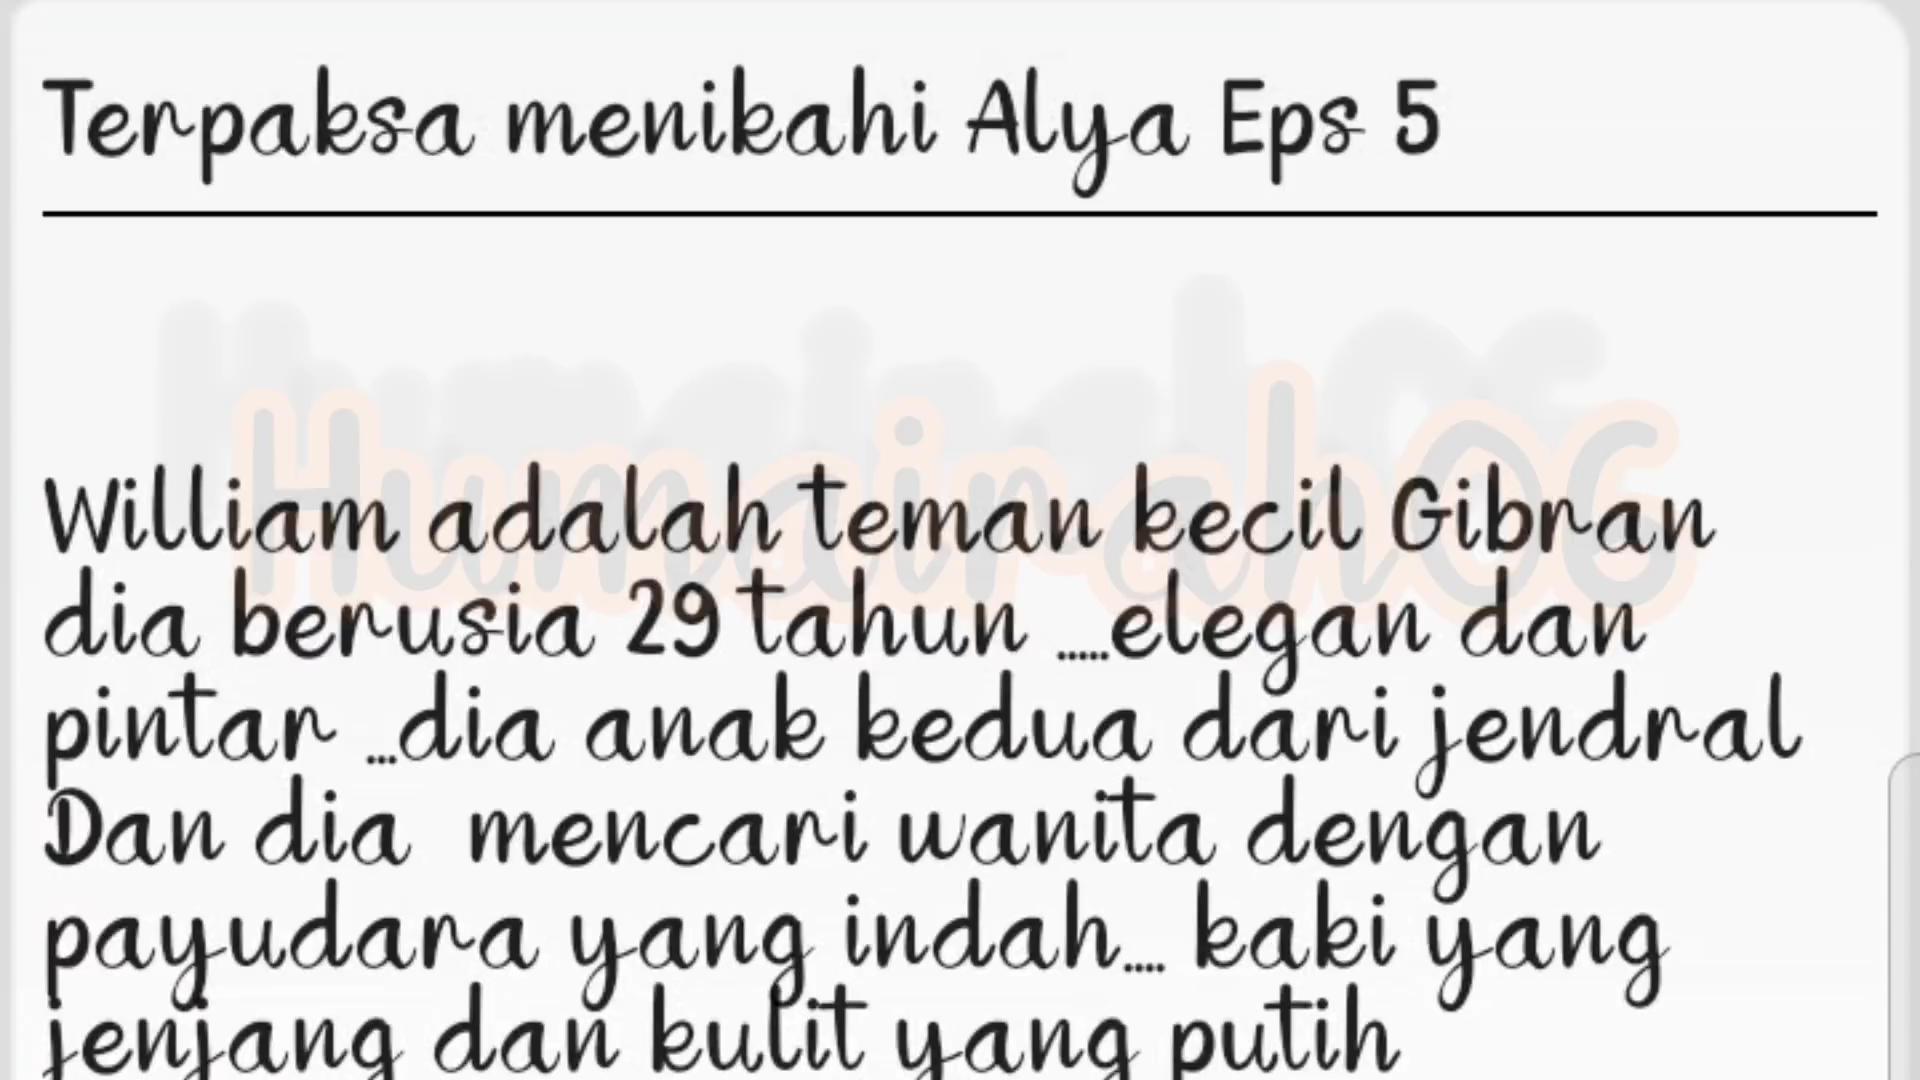 Terpaksa menikahi Alya Eps 5
Humairah06
William adalah teman kecil Gibran
dia berusia 29 tahun .....elegan dan
pintar ...dia anak kedua dari jendral
Dan dia  mencari wanita dengan
payudara yang indah.... kaki yang
jenjang dan kulit yang putih